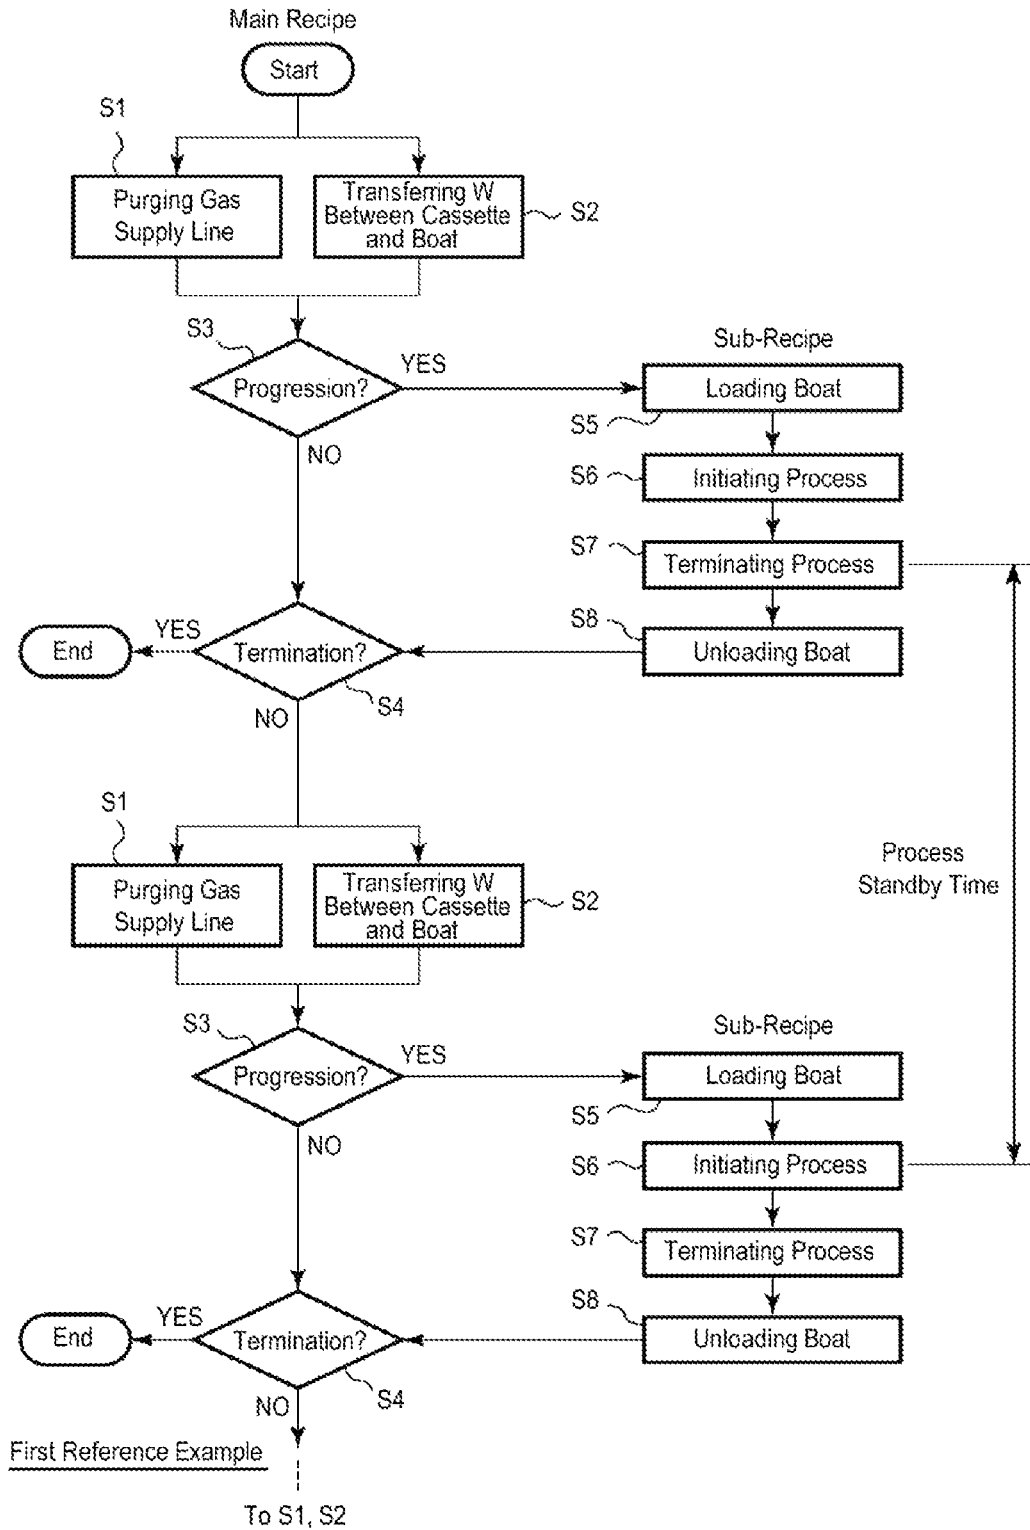 Main Recipe
Start
S1
Purging Gas
Supply Line
Transferring W
Between Cassette
and Boat
S2
S3
Progression?
YES
NO
Sub-Recipe
Loading Boat
S5
S6
Initiating Process
S7
Terminating Process
S8
Unloading Boat
End
YES
Termination?
S4
NO
Process
Standby Time
S1
Purging Gas
Supply Line
Transferring W
Between Cassette
and Boat
S2
S3
Progression?
YES
NO
Sub-Recipe
Loading Boat
S5
S6
Initiating Process
S7
Terminating Process
S8
Unloading Boat
End
YES
Termination?
S4
NO
First Reference Example
To S1, S2